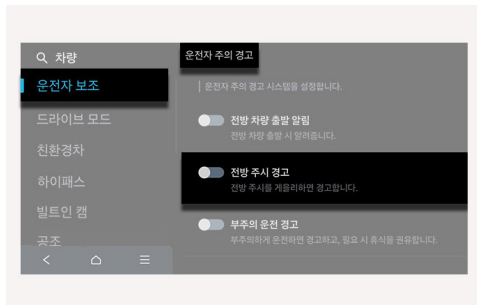 차량
운전자 보조
드라이브 모드
친환경차
하이패스
빌트인 캠
공조
운전자 주의 경고
운전자 주의 경고 시스템을 설정합니다.
전방 차량 출발 알림
전방 차량 출발 시 알려줍니다.
전방 주시 경고
전방 주시를 게을리하면 경고합니다.
부주의 운전 경고
부주의하게 운전하면 경고하고, 필요 시 휴식을 권유합니다.